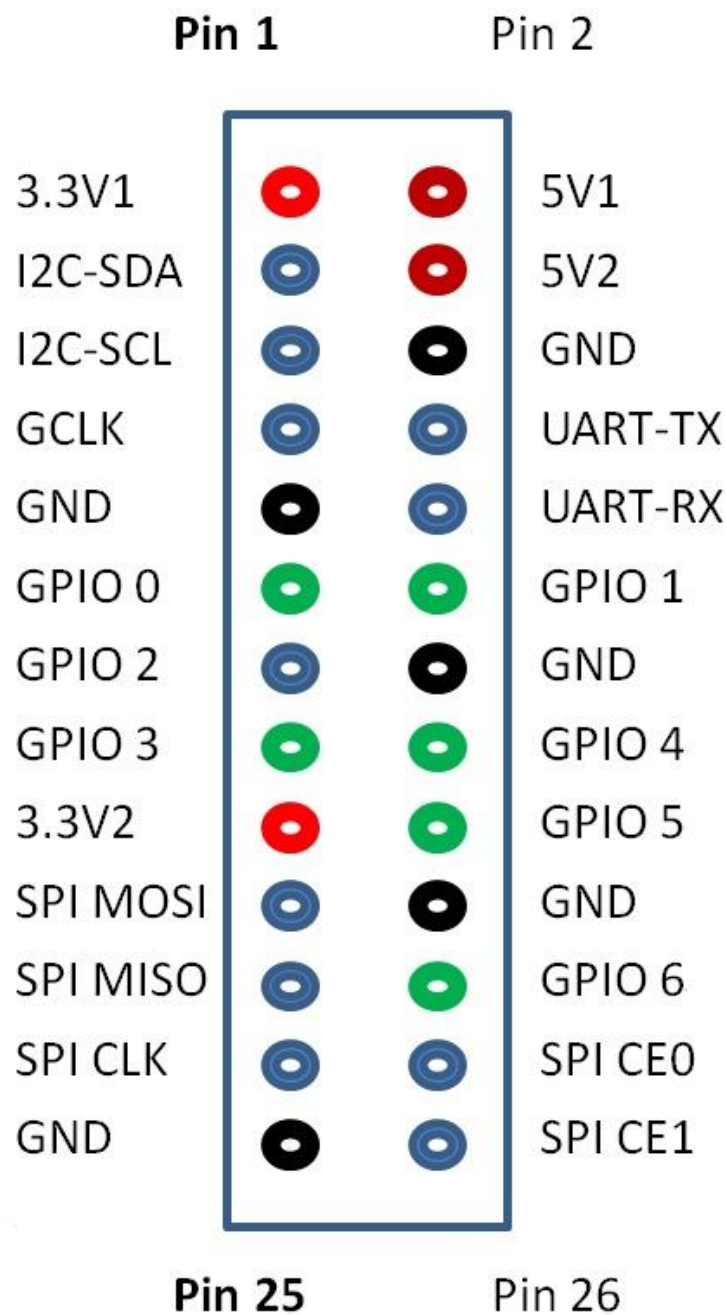 Pin 1 Pin 2
3.3V1 5V1
I2C-SDA 5V2
I2C-SCL GND
GCLK UART-TX
GND UART-RX
GPIO 0 GPIO 1
GPIO 2 GND
GPIO 3 GPIO 4
3.3V2 GPIO 5
SPI MOSI GND
SPI MISO GPIO 6
SPI CLK SPI CE0
GND SPI CE1
Pin 25 Pin 26